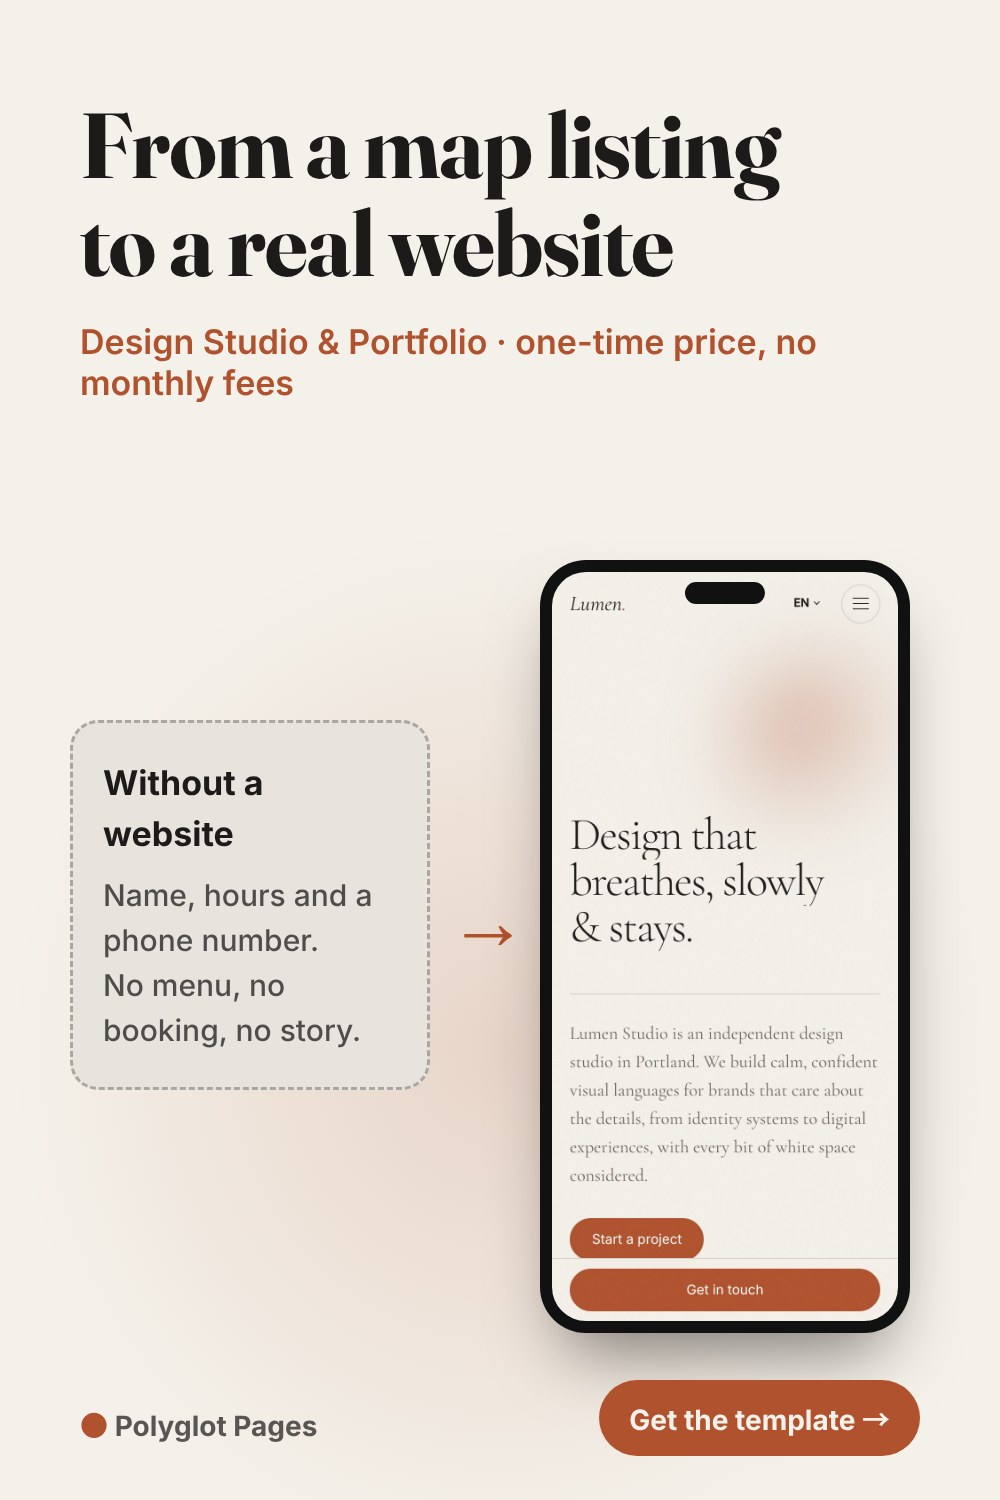 From a map listing
to a real website
Design Studio & Portfolio · one-time price, no
monthly fees
Without a
website
Name, hours and a
phone number.
No menu, no
booking, no story.
→
Lumen.
EN
Design that
breathes, slowly
& stays.
Lumen Studio is an independent design
studio in Portland. We build calm, confident
visual languages for brands that care about
the details, from identity systems to digital
experiences, with every bit of white space
considered.
Start a project
Get in touch
Polyglot Pages
Get the template →